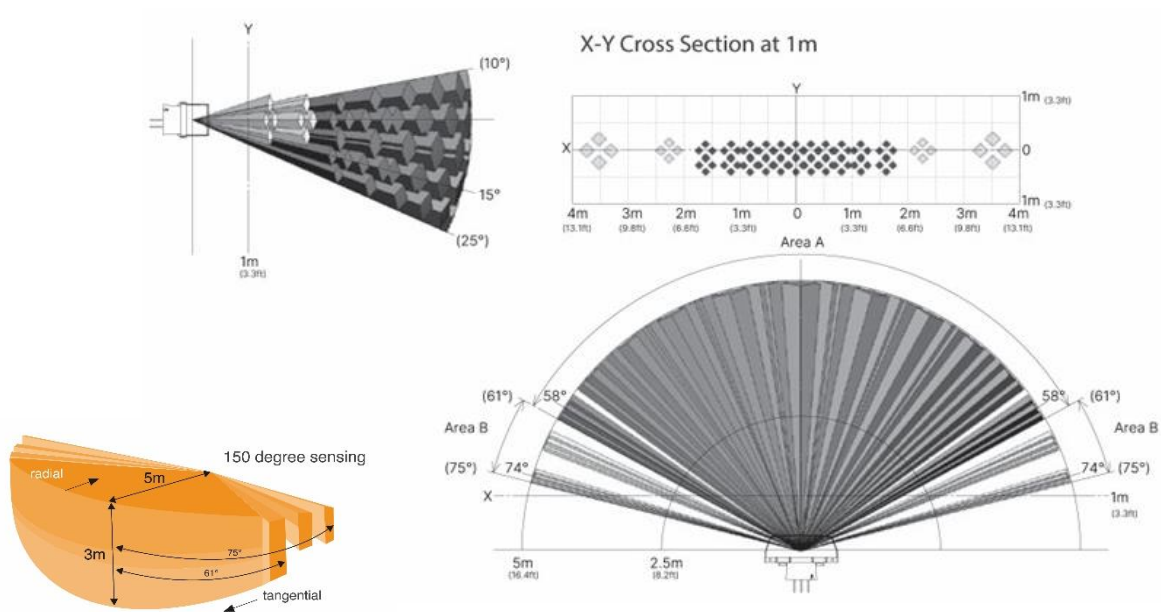 Y
(10°)
15°
(25°)
1m
(3.3ft)
X-Y Cross Section at 1m
Y
1m (3.3ft)
X
0
1m (3.3ft)
4m 3m 2m 1m 0 1m 2m 3m 4m
(13.1ft) (9.8ft) (6.6ft) (3.3ft) (3.3ft) (6.6ft) (9.8ft) (13.1ft)
Area A
(61°) 58° 58° (61°)
Area B Area B
(75°) 74° 74° (75°)
X
1m
(3.3ft)
5m 2.5m
(16.4ft) (8.2ft)
150 degree sensing
radial
5m
3m
75°
61°
tangential